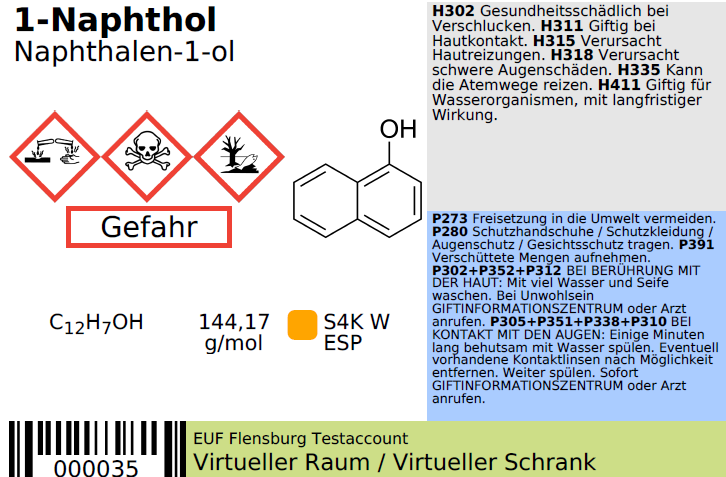 1-Naphthol
Naphthalen-1-ol
Gefahr
OH
C₁₂H₇OH
144,17
g/mol
S4K W
ESP
H302 Gesundheitsschädlich bei
Verschlucken. H311 Giftig bei
Hautkontakt. H315 Verursacht
Hautreizungen. H318 Verursacht
schwere Augenschäden. H335 Kann
die Atemwege reizen. H411 Giftig für
Wasserorganismen, mit langfristiger
Wirkung.
P273 Freisetzung in die Umwelt vermeiden.
P280 Schutzhandschuhe / Schutzkleidung /
Augenschutz / Gesichtsschutz tragen. P391
Verschüttete Mengen aufnehmen.
P302+P352+P312 BEI BERÜHRUNG MIT
DER HAUT: Mit viel Wasser und Seife
waschen. Bei Unwohlsein
GIFTINFORMATIONSZENTRUM oder Arzt
anrufen. P305+P351+P338+P310 BEI
KONTAKT MIT DEN AUGEN: Einige Minuten
lang behutsam mit Wasser spülen. Eventuell
vorhandene Kontaktlinsen nach Möglichkeit
entfernen. Weiter spülen. Sofort
GIFTINFORMATIONSZENTRUM oder Arzt
anrufen.
000035
EUF Flensburg Testaccount
Virtueller Raum / Virtueller Schrank